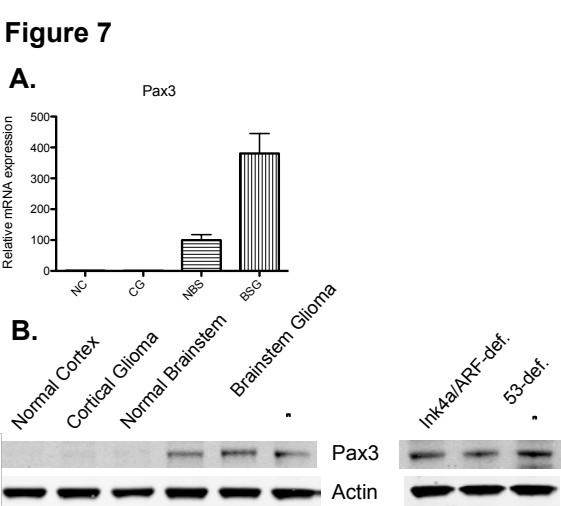 Figure 7
A.
Pax3
Relative mRNA expression
500
400
300
200
100
0
NC
CG
NBS
BSG
B.
Normal Cortex
Cortical Glioma
Normal Brainstem
Brainstem Glioma
Ink4a/ARF-def.
53-def.
Pax3
Actin